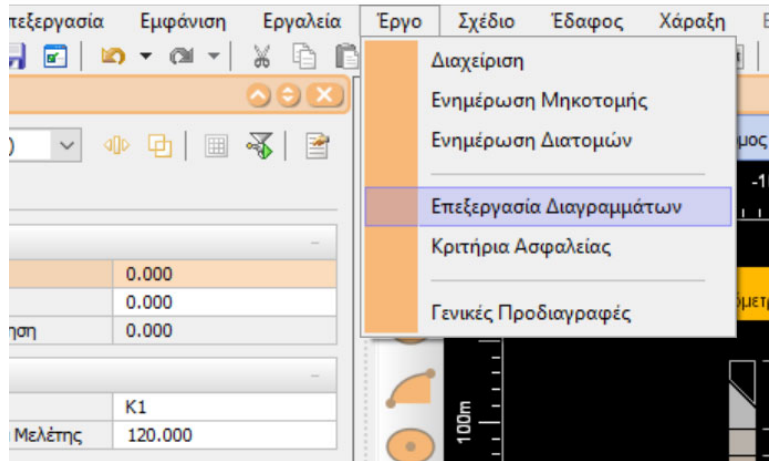 Εμφάνιση Εργαλεία Έργο Σχέδιο Έδαφος Χάραξη
Διαχείριση
Ενημέρωση Μηκοτομής
Ενημέρωση Διατομών
Επεξεργασία Διαγραμμάτων
Κριτήρια Ασφαλείας
Γενικές Προδιαγραφές
0.000
0.000
0.000
K1
Μελέτης 120.000
100m